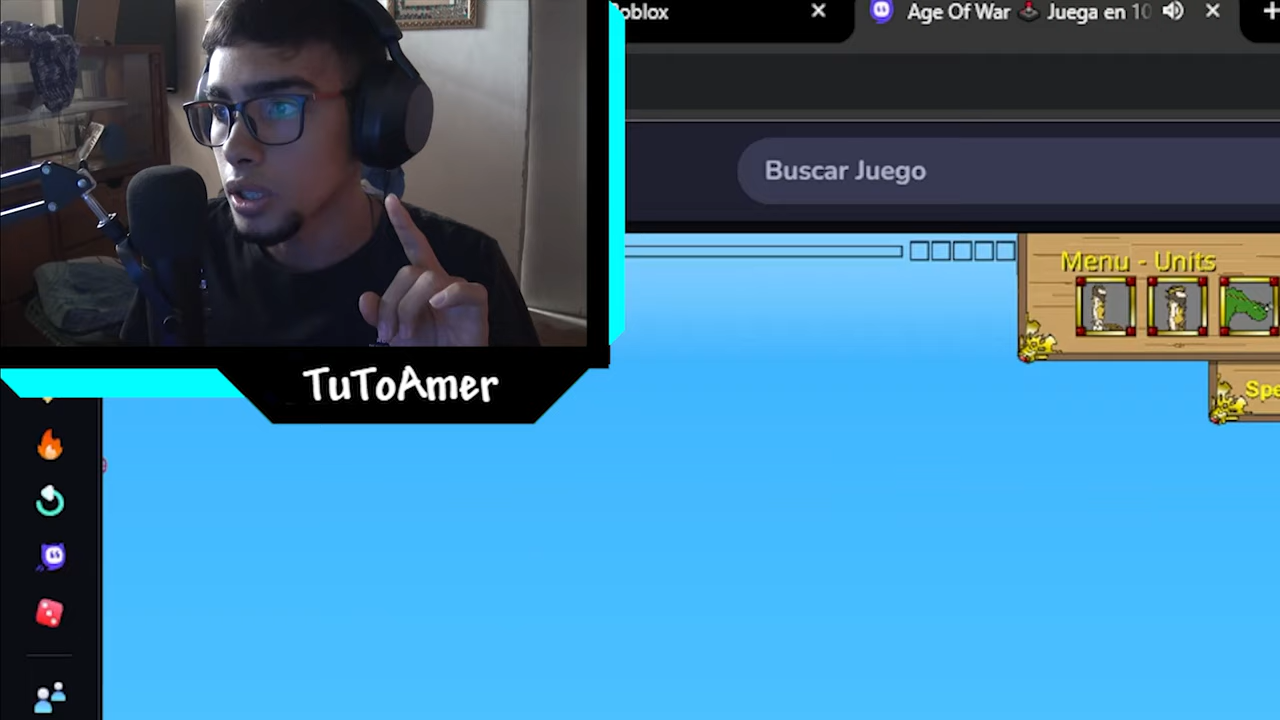 oblox
Age Of War 🕹️ Juega en 10
Buscar Juego
Menu - Units
Spe
TuToAmer